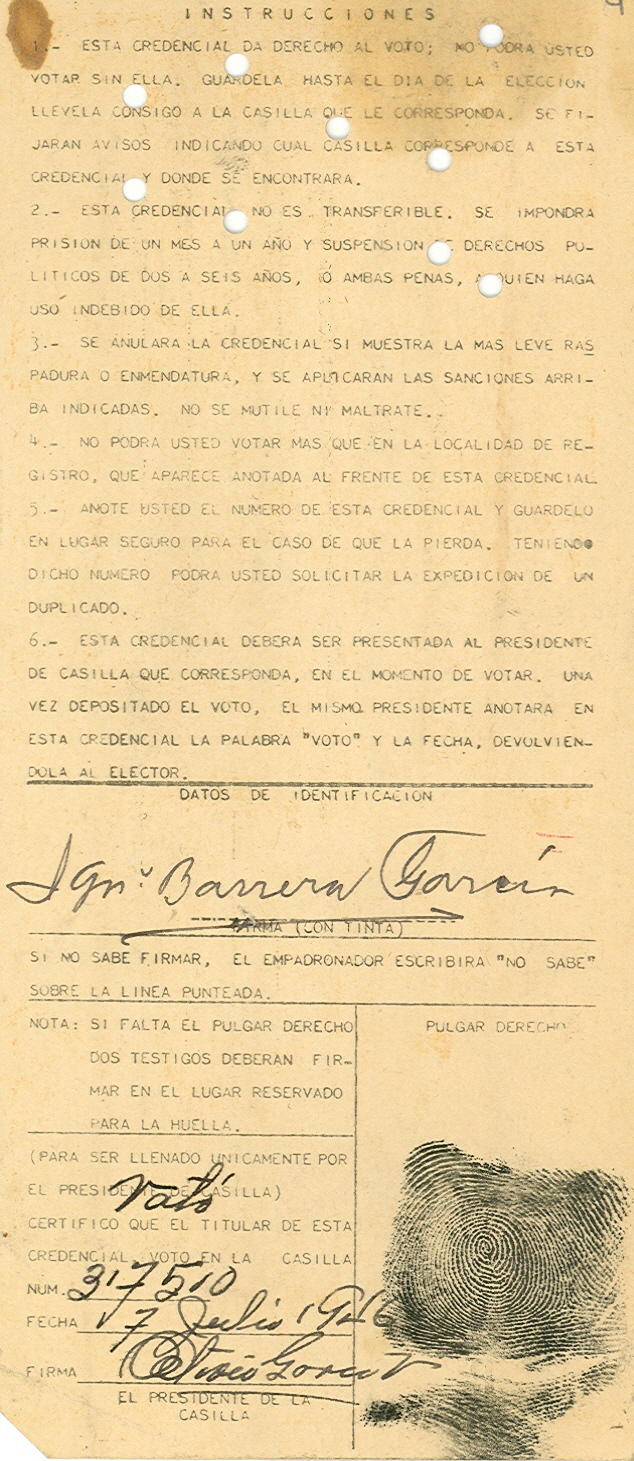 INSTRUCCIONES
1.- ESTA CREDENCIAL DA DERECHO AL VOTO; NO PODRA USTED
VOTAR SIN ELLA. GUARDELA HASTA EL DIA DE LA ELECCION
LLEVELA CONSIGO A LA CASILLA QUE LE CORRESPONDA. SE FI-
JARAN AVISOS INDICANDO CUAL CASILLA CORRESPONDE A ESTA
CREDENCIAL Y DONDE SE ENCONTRARA.
2.- ESTA CREDENCIAL NO ES TRANSFERIBLE. SE IMPONDRA
PRISION DE UN MES A UN AÑO Y SUSPENSION DE DERECHOS PO-
LITICOS DE DOS A SEIS AÑOS, O AMBAS PENAS, A QUIEN HAGA
USO INDEBIDO DE ELLA.
3.- SE ANULARA LA CREDENCIAL SI MUESTRA LA MAS LEVE RAS
PADURA O ENMENDATURA, Y SE APLICARAN LAS SANCIONES ARRI-
BA INDICADAS. NO SE MUTILE NI MALTRATE.
4.- NO PODRA USTED VOTAR MAS QUE EN LA LOCALIDAD DE RE-
GISTRO, QUE APARECE ANOTADA AL FRENTE DE ESTA CREDENCIAL
5.- ANOTE USTED EL NUMERO DE ESTA CREDENCIAL Y GUARDELO
EN LUGAR SEGURO PARA EL CASO DE QUE LA PIERDA. TENIENDO
DICHO NUMERO PODRA USTED SOLICITAR LA EXPEDICION DE UN
DUPLICADO.
6.- ESTA CREDENCIAL DEBERA SER PRESENTADA AL PRESIDENTE
DE CASILLA QUE CORRESPONDA, EN EL MOMENTO DE VOTAR. UNA
VEZ DEPOSITADO EL VOTO, EL MISMO PRESIDENTE ANOTARA EN
ESTA CREDENCIAL LA PALABRA "VOTO" Y LA FECHA, DEVOLVIEN-
DOLA AL ELECTOR.
DATOS DE IDENTIFICACION
Igno Barrera García
FIRMA (CON TINTA)
SI NO SABE FIRMAR, EL EMPADRONADOR ESCRIBIRA "NO SABE"
SOBRE LA LINEA PUNTEADA.
NOTA: SI FALTA EL PULGAR DERECHO
DOS TESTIGOS DEBERAN FIR-
MAR EN EL LUGAR RESERVADO
PARA LA HUELLA.
PULGAR DERECHO
(PARA SER LLENADO UNICAMENTE POR
EL PRESIDENTE DE CASILLA)
Votó
CERTIFICO QUE EL TITULAR DE ESTA
CREDENCIAL VOTO EN LA CASILLA
NUM. 317510
FECHA 7 Julio 1946
FIRMA
EL PRESIDENTE DE LA
CASILLA